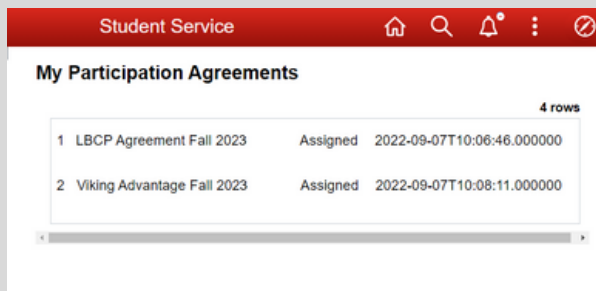 Student Service
My Participation Agreements
4 rows
1 LBCP Agreement Fall 2023 Assigned 2022-09-07T10:06:46.000000
2 Viking Advantage Fall 2023 Assigned 2022-09-07T10:08:11.000000